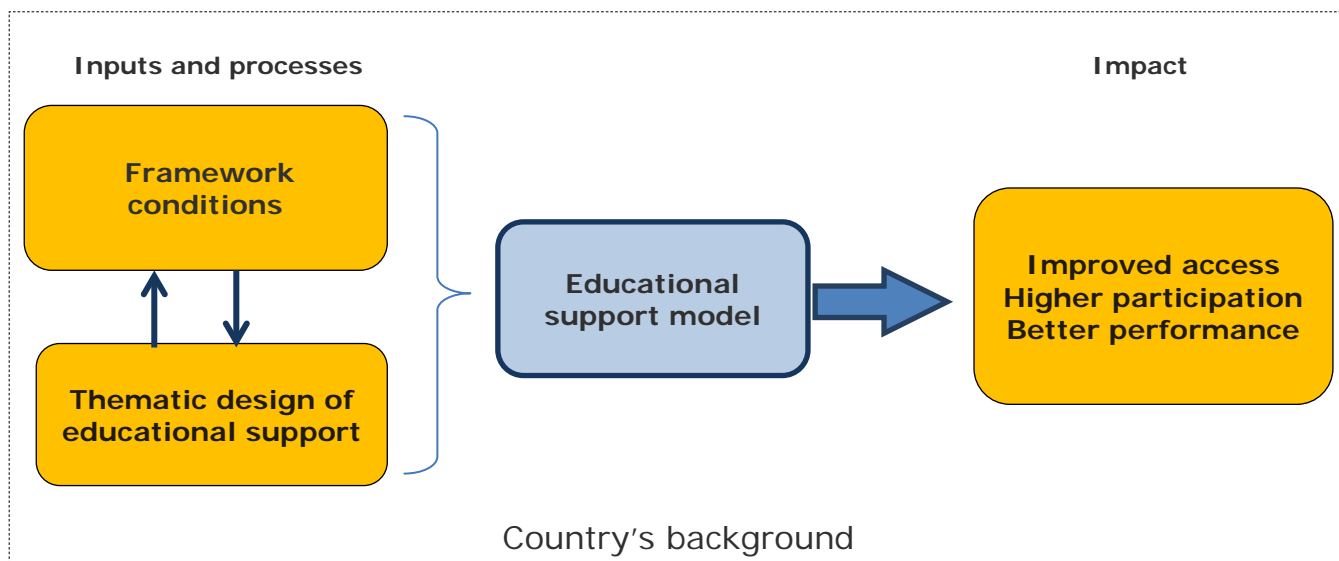 Inputs and processes
Impact
Framework
conditions
Thematic design of
educational support
Educational
support model
Improved access
Higher participation
Better performance
Country's background